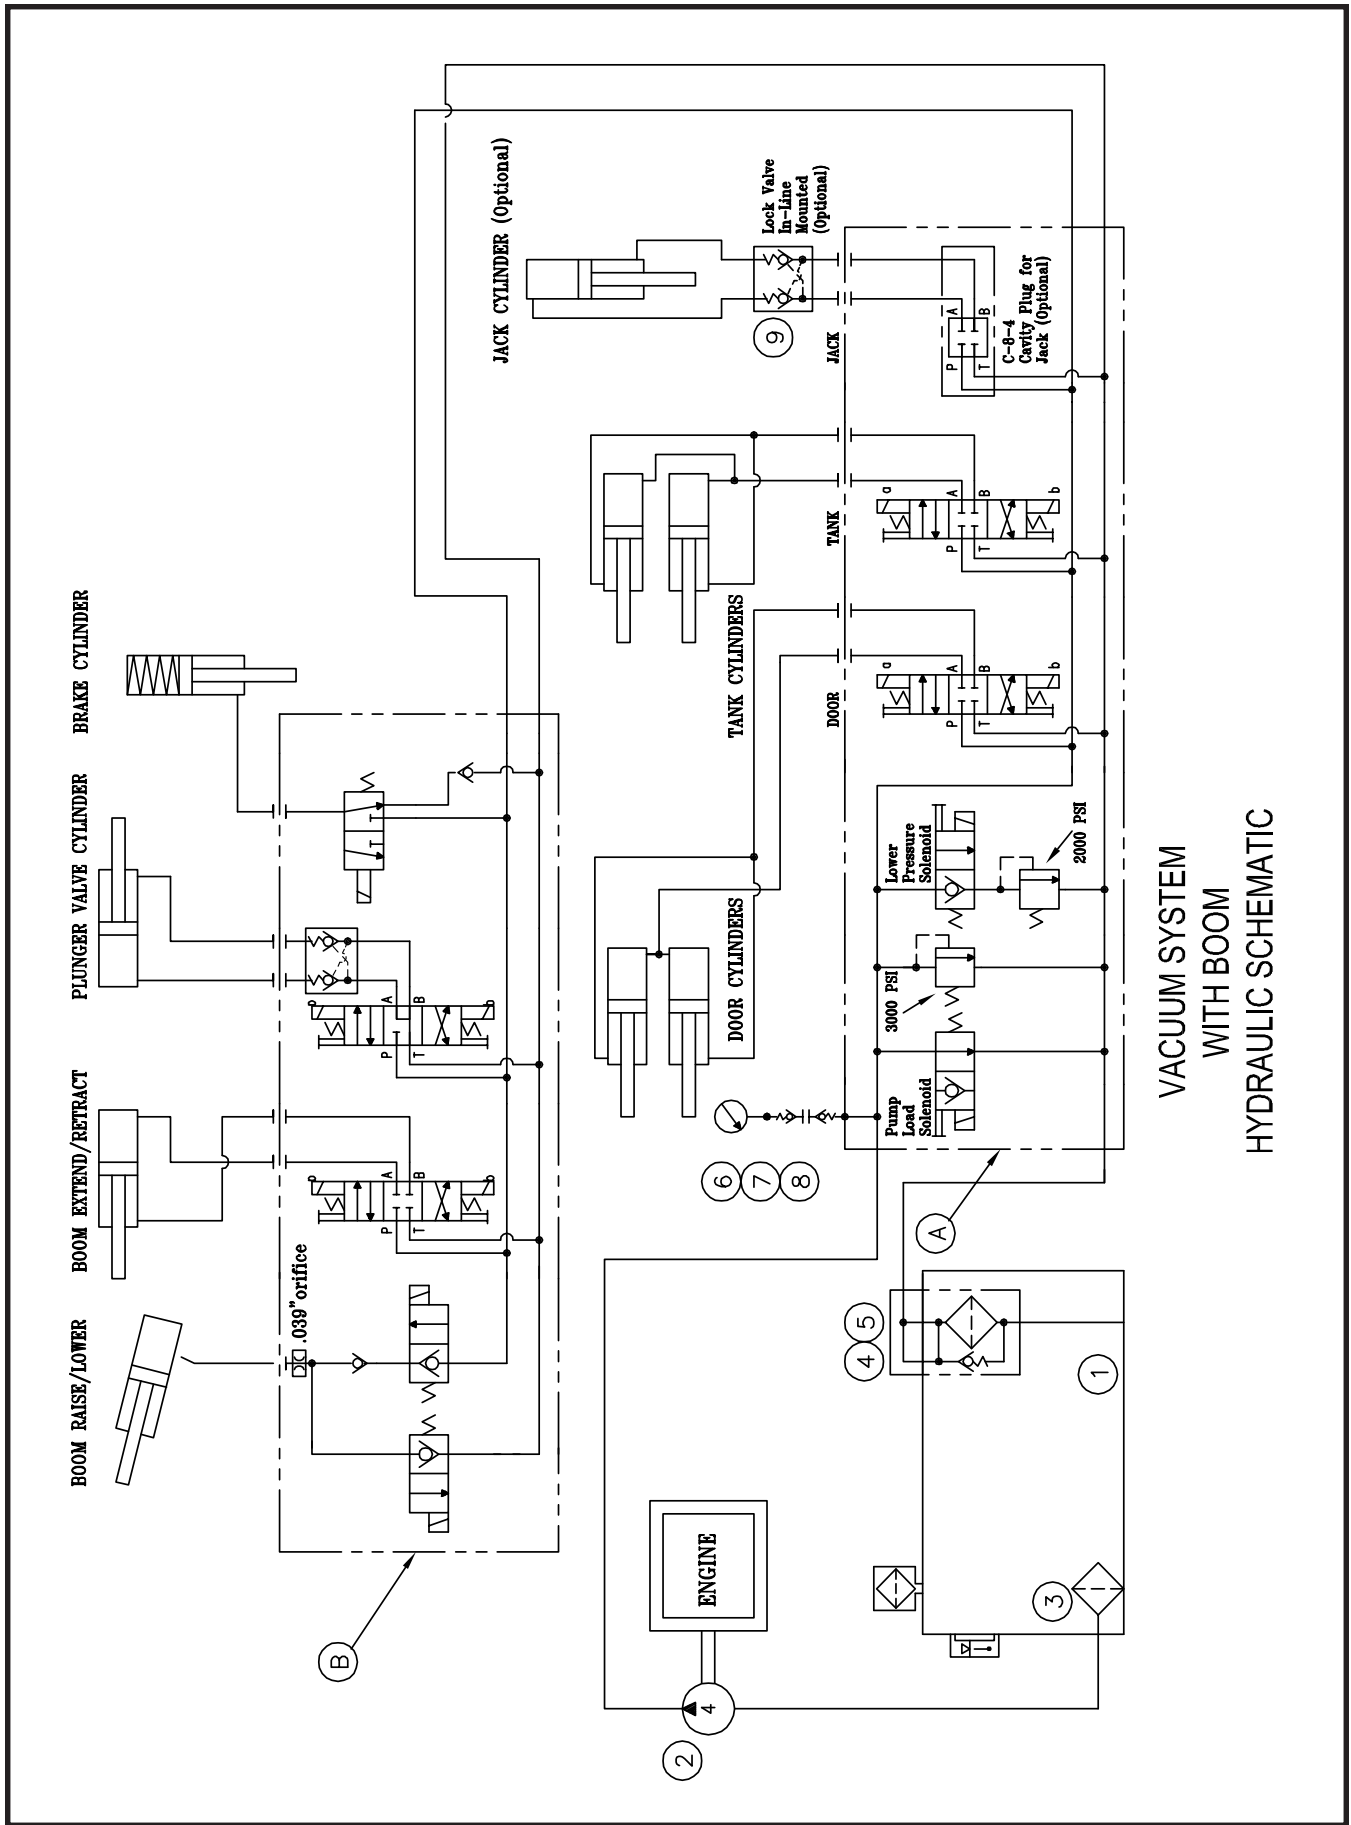 BOOM RAISE/LOWER
BOOM EXTEND/RETRACT
PLUNGER VALVE CYLINDER
BRAKE CYLINDER
.039"orifice
P
T
A
B
P
T
A
B
B
JACK CYLINDER (Optional)
Lock Valve
In-Line
Mounted
(Optional)
9
TANK CYLINDERS
DOOR CYLINDERS
ENGINE
4
2
6
7
8
Pump
Load
Solenoid
3000 PSI
Lower
Pressure
Solenoid
2000 PSI
DOOR
P
T
A
B
a
b
TANK
P
T
A
B
a
b
JACK
P
T
A
B
C-8-4
Cavity Plug for
Jack (Optional)
A
4
5
1
3
VACUUM SYSTEM
WITH BOOM
HYDRAULIC SCHEMATIC